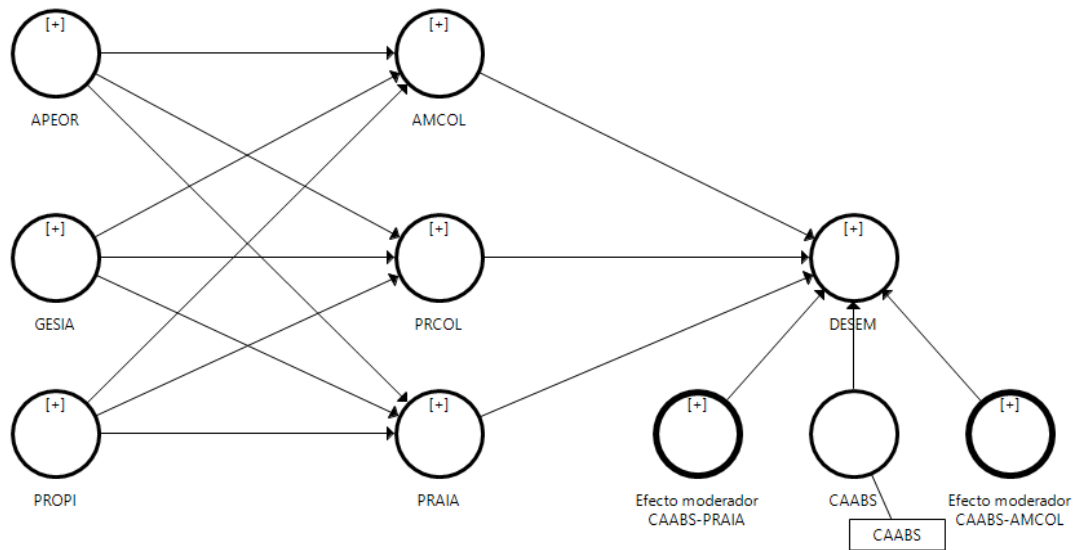 [+]
APEOR
[+]
AMCOL
[+]
GESIA
[+]
PRCOL
[+]
DESEM
[+]
PROPI
[+]
PRAIA
[+]
Efecto moderador
CAABS-PRAIA
CAABS
CAABS
[+]
Efecto moderador
CAABS-AMCOL